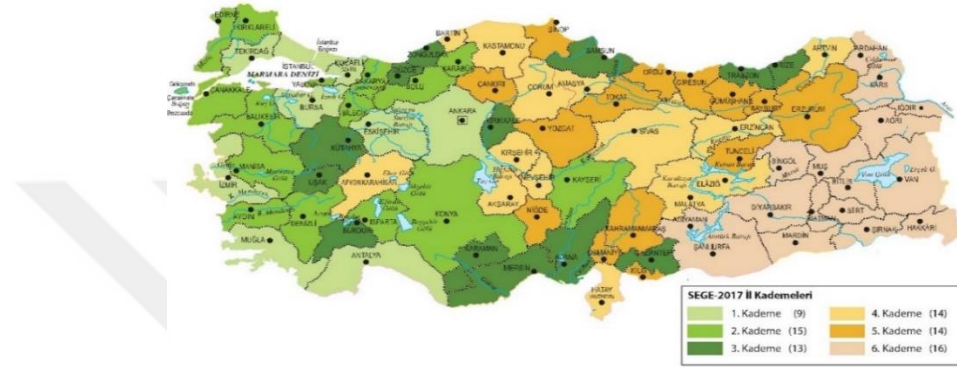 EDİRNE
KIRKLARELİ
TEKİRDAĞ
İstanbul
Boğazı
İSTANBUL
MARMARA DENİZİ
YALOVA
KOCAELİ
SAKARYA
DÜZCE
ZONGULDAK
BARTIN
KASTAMONU
SİNOP
SAMSUN
KARABÜK
BOLU
ÇANKIRI
ÇORUM
AMASYA
TOKAT
ORDU
GİRESUN
TRABZON
RİZE
ARTVİN
ARDAHAN
KARS
IĞDIR
AĞRI
GÜMÜŞHANE
BAYBURT
ERZURUM
ERZİNCAN
ÇANAKKALE
BALIKESİR
BURSA
BİLECİK
ESKİŞEHİR
ANKARA
KIRIKKALE
YOZGAT
SİVAS
TUNCELİ
BİNGÖL
MUŞ
BİTLİS
VAN
KÜTAHYA
MANİSA
İZMİR
UŞAK
AFYONKARAHİSAR
KIRŞEHİR
NEVŞEHİR
KAYSERİ
MALATYA
ELAZIĞ
DİYARBAKIR
BATMAN
SİİRT
ŞIRNAK
HAKKARİ
AYDIN
DENİZLİ
ISPARTA
BURDUR
KONYA
AKSARAY
NİĞDE
KAHRAMANMARAŞ
ADIYAMAN
ŞANLIURFA
MARDİN
MUĞLA
ANTALYA
KARAMAN
MERSİN
ADANA
OSMANİYE
KİLİS
HATAY
SEGE-2017 İl Kademeleri
1. Kademe (9)
2. Kademe (15)
3. Kademe (13)
4. Kademe (14)
5. Kademe (14)
6. Kademe (16)